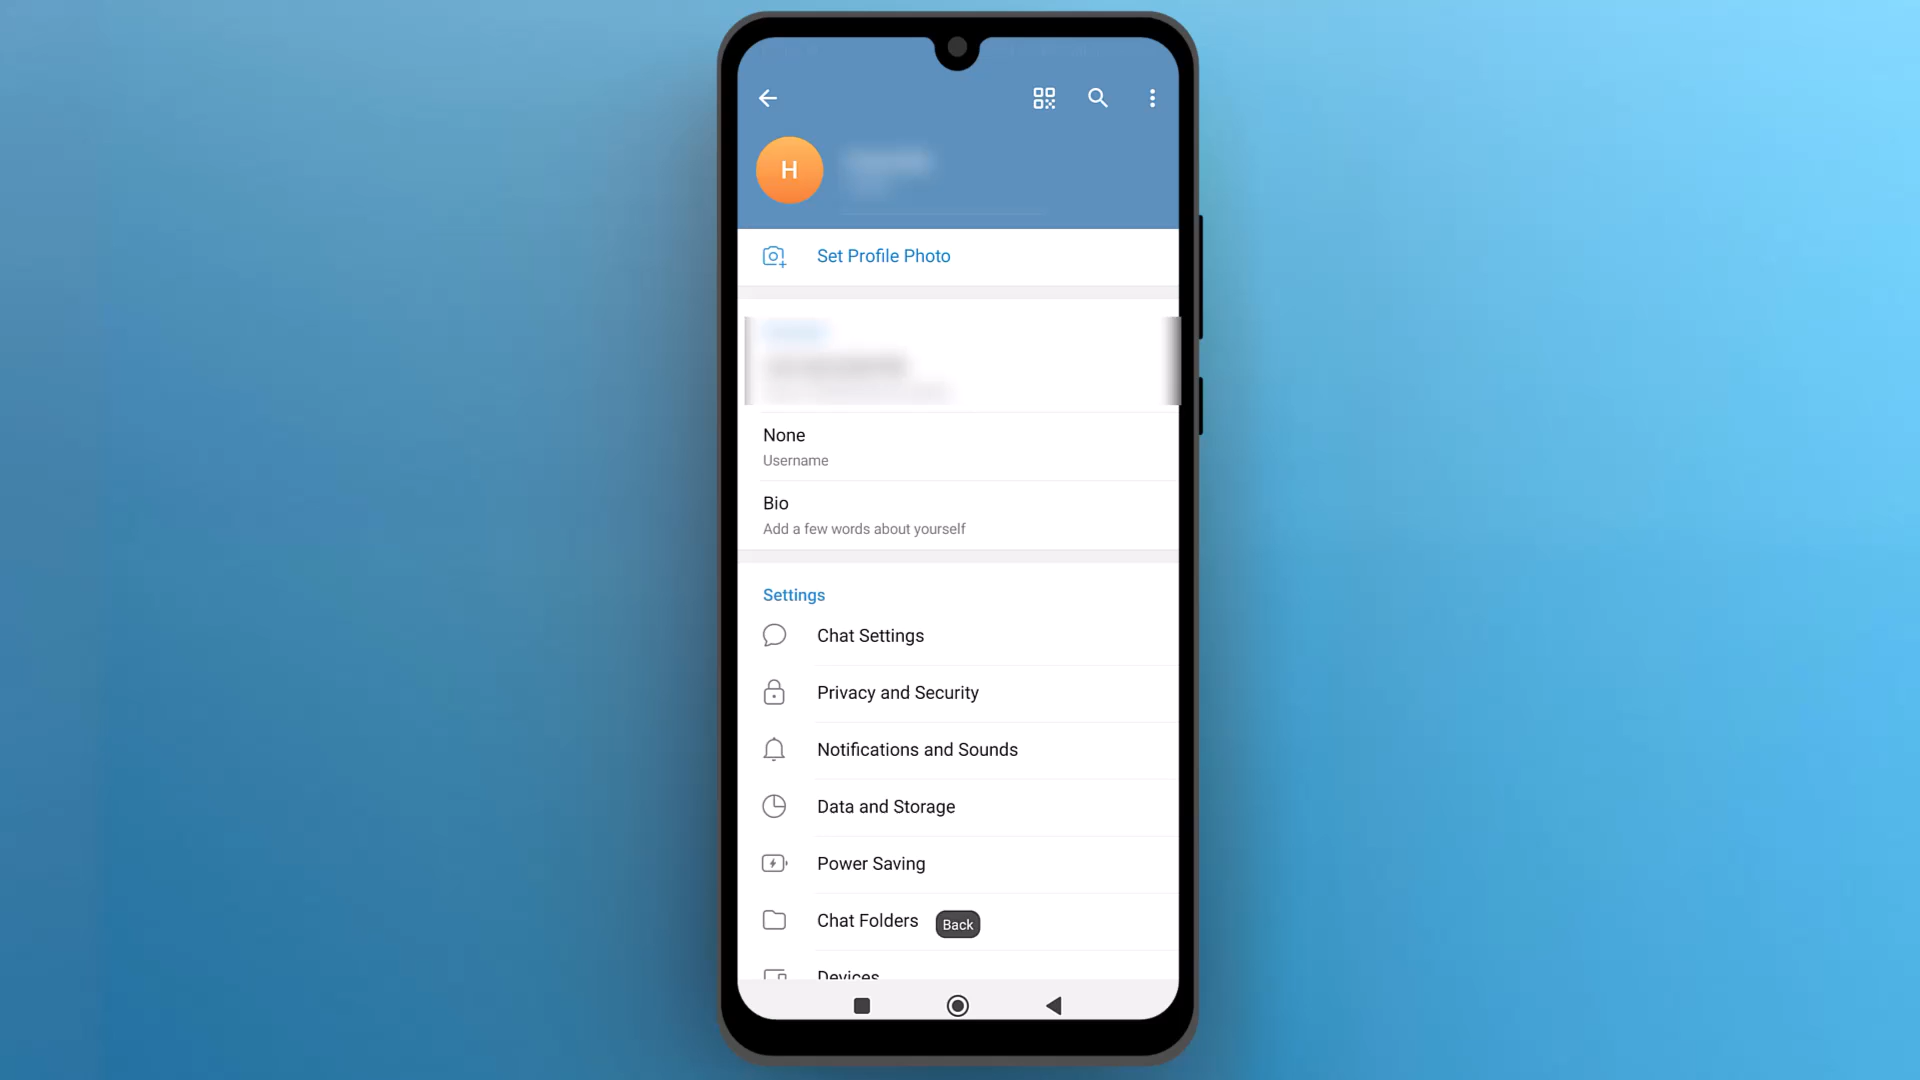 H
Set Profile Photo
None
Username
Bio
Add a few words about yourself
Settings
Chat Settings
Privacy and Security
Notifications and Sounds
Data and Storage
Power Saving
Chat Folders
Back
Devices